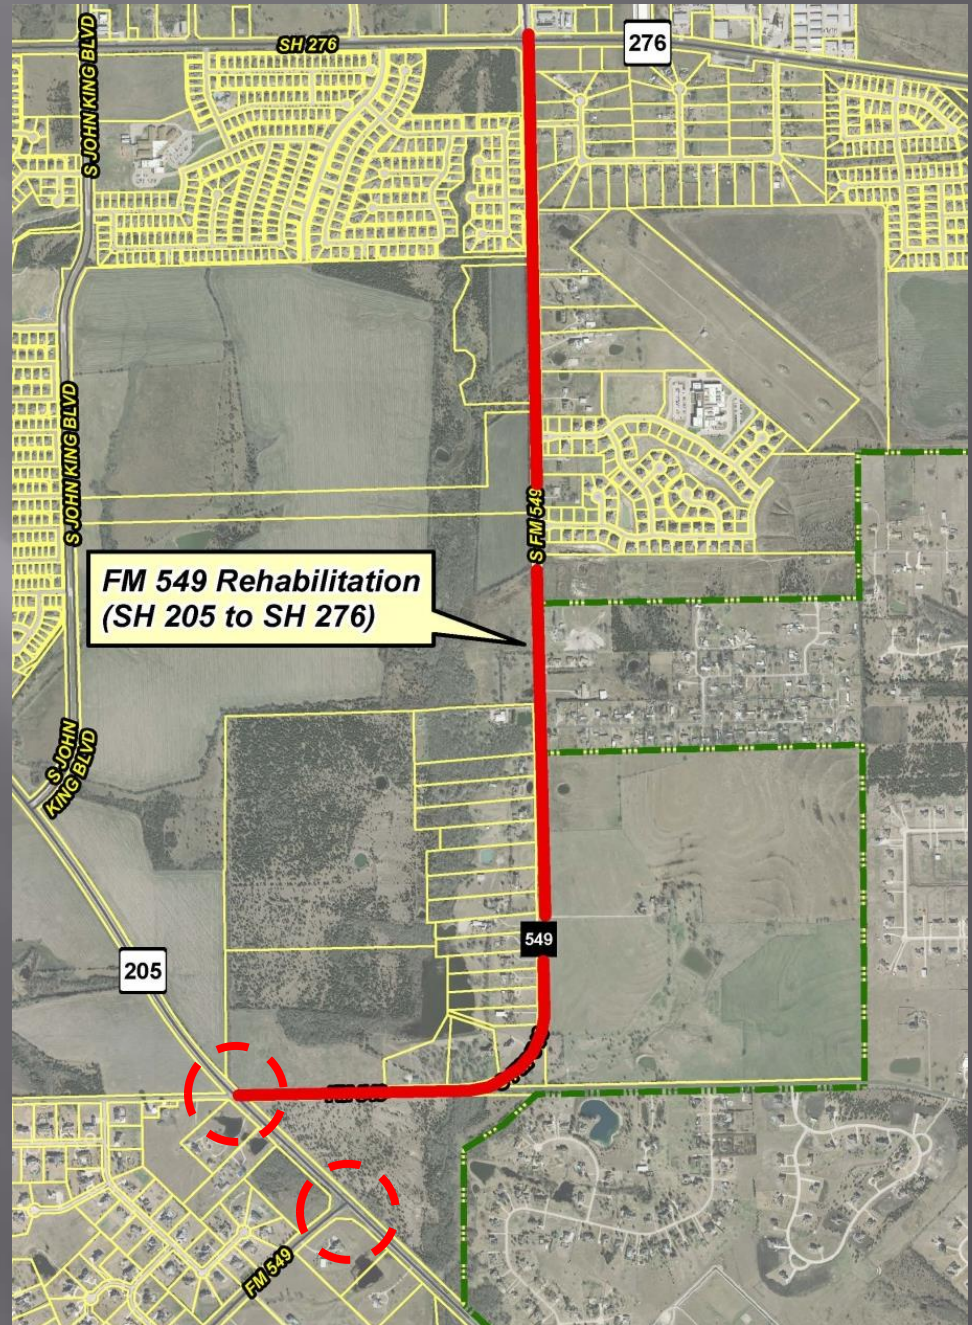 SH 276
276
S JOHN KING BLVD
S JOHN KING BLVD
S FM 549
FM 549 Rehabilitation
(SH 205 to SH 276)
S JOHN
KING BLVD
549
205
FM 549